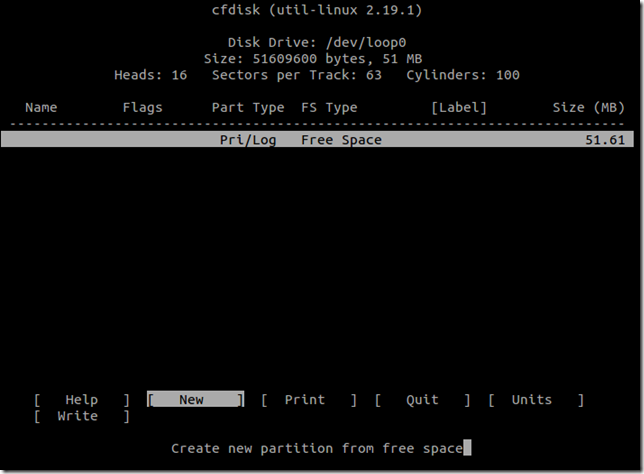 cfdisk (util-linux 2.19.1)
Disk Drive: /dev/loop0
Size: 51609600 bytes, 51 MB
Heads: 16   Sectors per Track: 63   Cylinders: 100
Name   Flags   Part Type   FS Type   [Label]   Size (MB)
------------------------------------------------------------------------------
Pri/Log   Free Space   51.61
[   Help   ]  [   New    ]  [  Print   ]  [   Quit   ]  [  Units   ]
[  Write   ]
Create new partition from free space